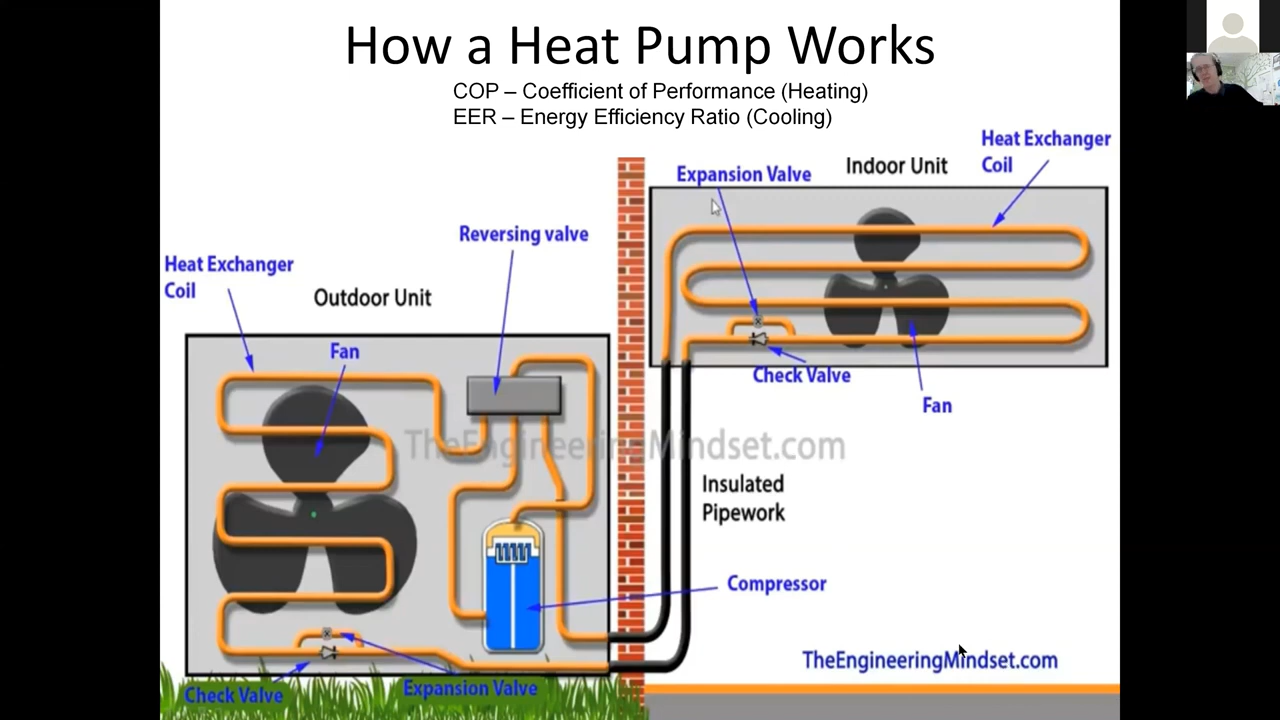 How a Heat Pump Works
COP – Coefficient of Performance (Heating)
EER – Energy Efficiency Ratio (Cooling)
Heat Exchanger
Coil
Indoor Unit
Expansion Valve
Reversing valve
Heat Exchanger
Coil
Outdoor Unit
Fan
Check Valve
Fan
TheEngineeringMindset.com
Insulated
Pipework
Compressor
TheEngineeringMindset.com
Expansion Valve
Check Valve